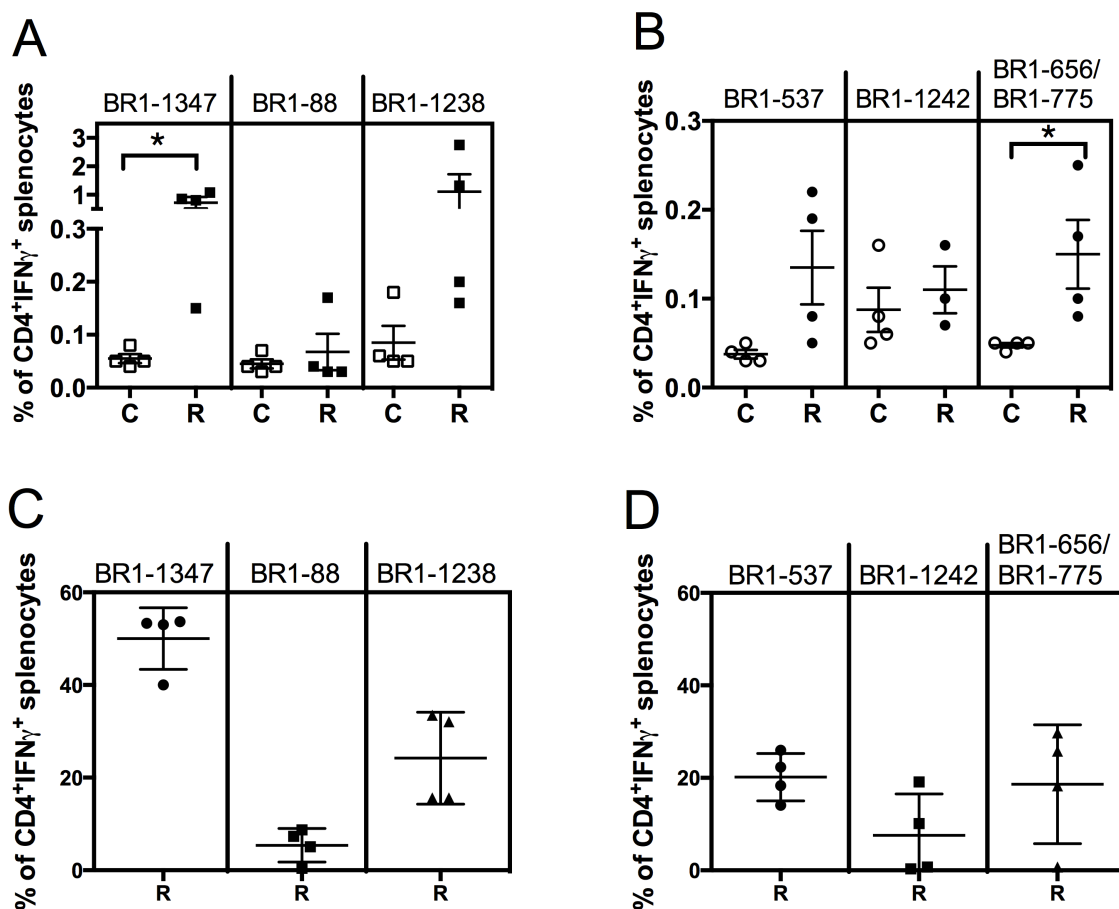 A
% of CD4⁺IFNγ⁺ splenocytes
BR1-1347 BR1-88 BR1-1238
*
3
2
1
0.3
0.2
0.1
0.0
C R C R C R
B
% of CD4⁺IFNγ⁺ splenocytes
BR1-537 BR1-1242 BR1-656/
BR1-775
*
0.3
0.2
0.1
0.0
C R C R C R
C
% of CD4⁺IFNγ⁺ splenocytes
BR1-1347 BR1-88 BR1-1238
60
40
20
0
R R R
D
% of CD4⁺IFNγ⁺ splenocytes
BR1-537 BR1-1242 BR1-656/
BR1-775
60
40
20
0
R R R